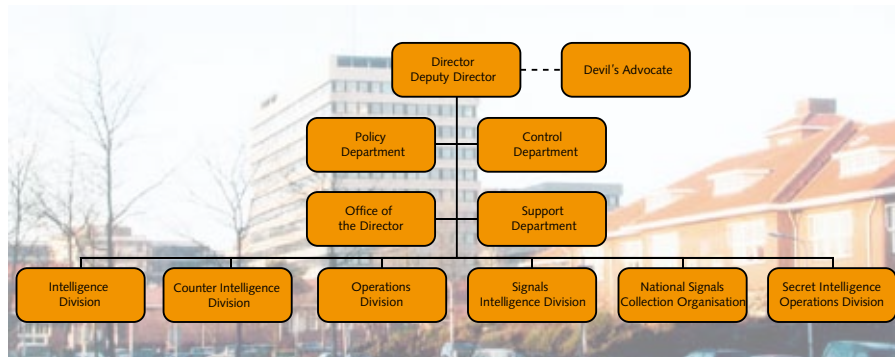 Director
Deputy Director
Devil's Advocate
Policy
Department
Control
Department
Office of
the Director
Support
Department
Intelligence
Division
Counter Intelligence
Division
Operations
Division
Signals
Intelligence Division
National Signals
Collection Organisation
Secret Intelligence
Operations Division